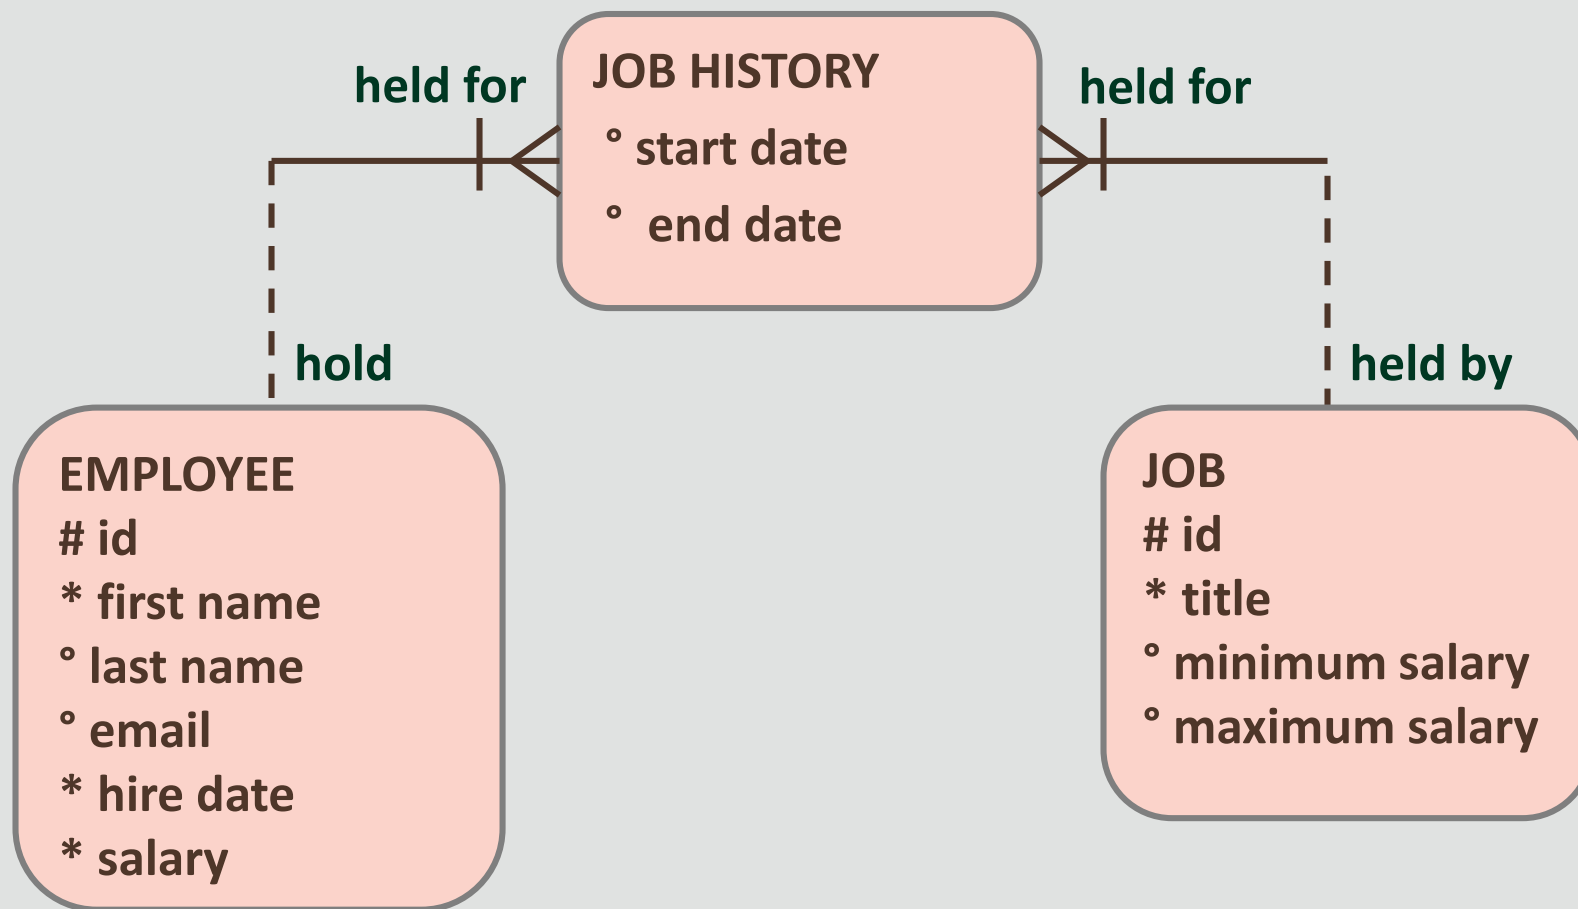 held for
JOB HISTORY
° start date
° end date
held for
hold
held by
EMPLOYEE
# id
* first name
° last name
° email
* hire date
* salary
JOB
# id
* title
° minimum salary
° maximum salary